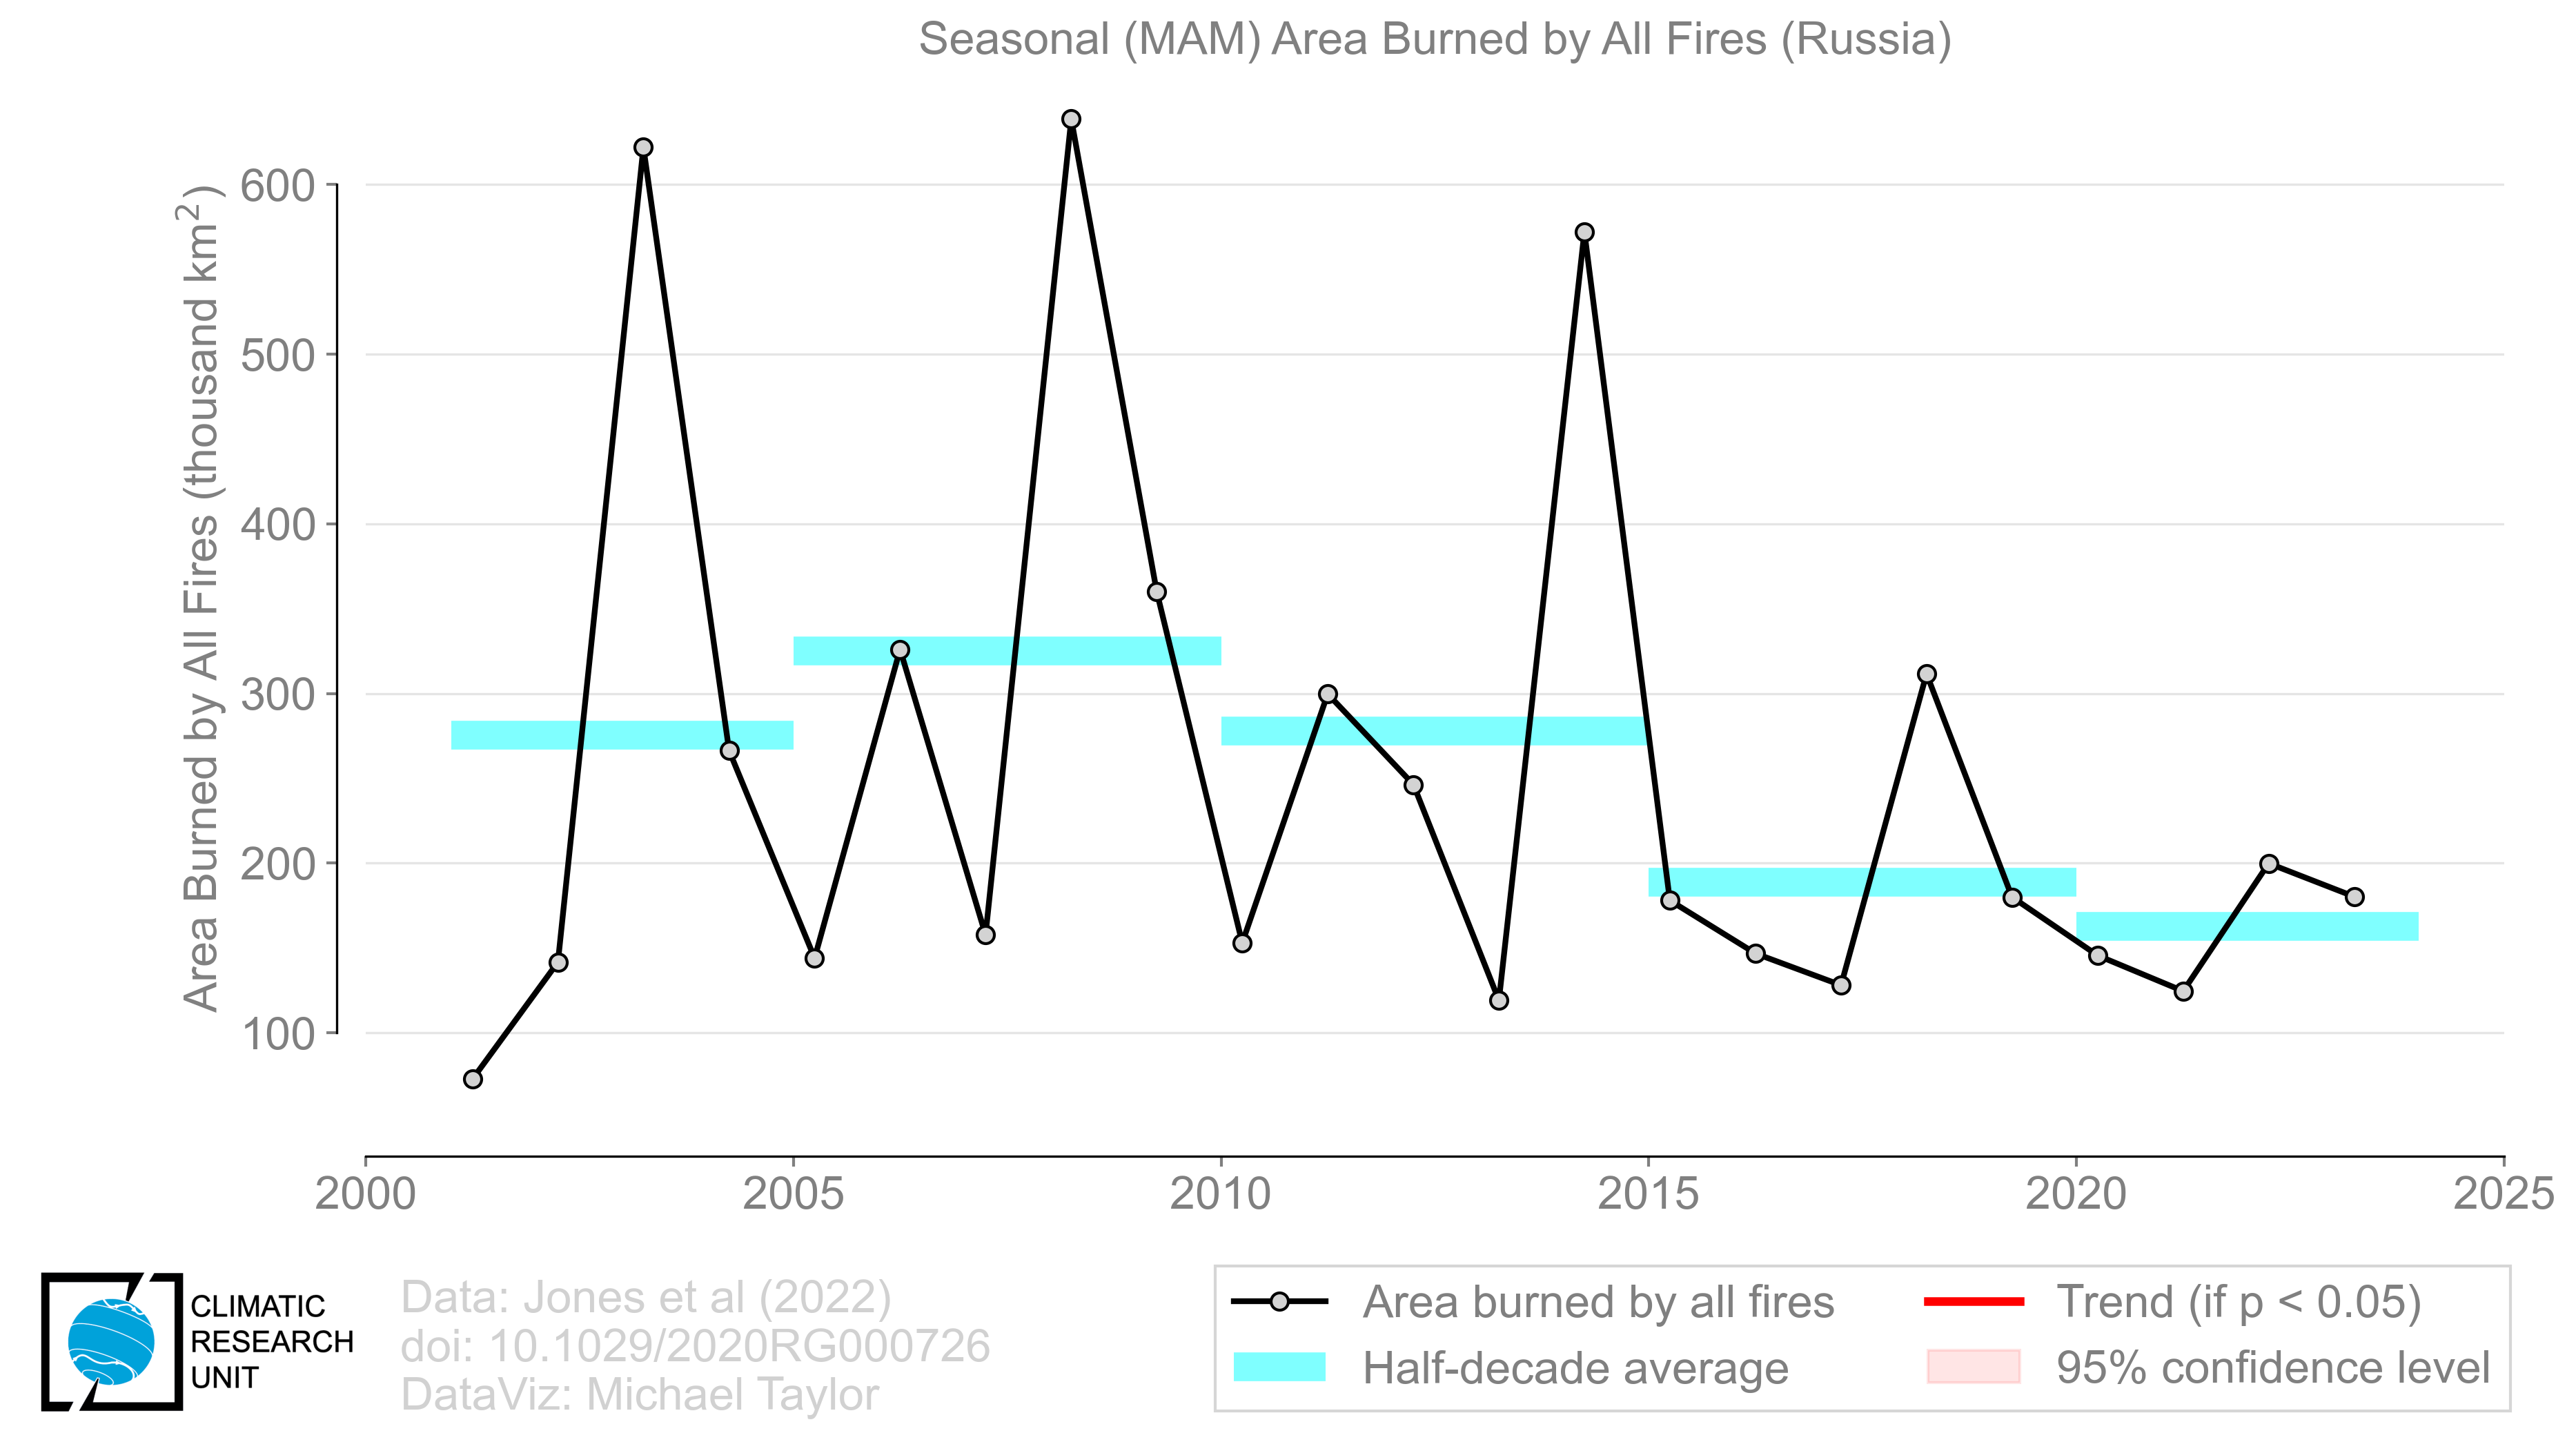 Seasonal (MAM) Area Burned by All Fires (Russia)
Area Burned by All Fires (thousand km²)
600
500
400
300
200
100
2000
2005
2010
2015
2020
2025
CLIMATIC
RESEARCH
UNIT
Data: Jones et al (2022)
doi: 10.1029/2020RG000726
DataViz: Michael Taylor
Area burned by all fires
Half-decade average
Trend (if p < 0.05)
95% confidence level